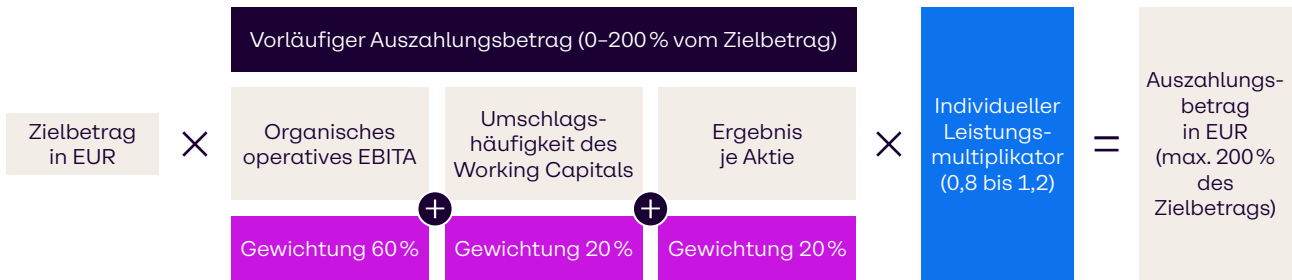 Vorläufiger Auszahlungsbetrag (0–200 % vom Zielbetrag)
Zielbetrag
in EUR
×
Organisches
operatives EBITA
Umschlags-
häufigkeit des
Working Capitals
Ergebnis
je Aktie
+
+
Gewichtung 60 %
Gewichtung 20 %
Gewichtung 20 %
×
Individueller
Leistungs-
multiplikator
(0,8 bis 1,2)
=
Auszahlungs-
betrag
in EUR
(max. 200 %
des
Zielbetrags)